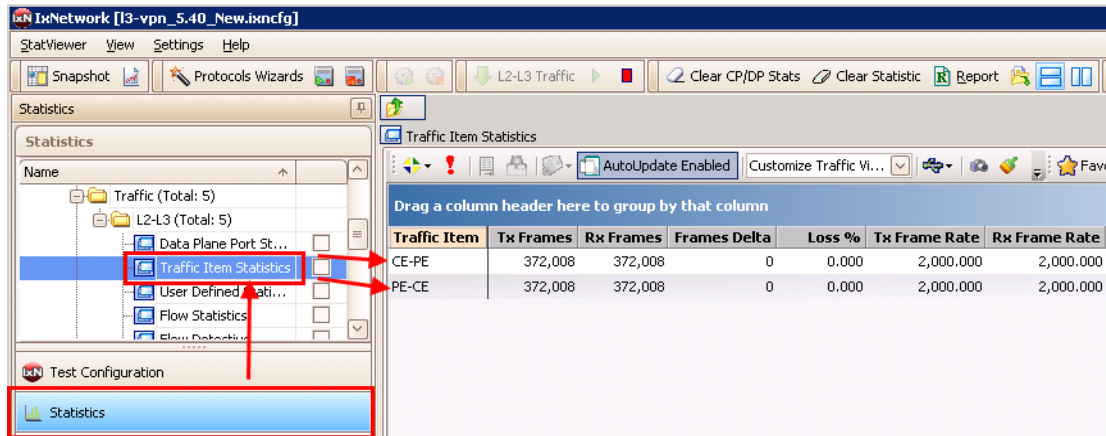 IxN IxNetwork [l3-vpn_5.40_New.ixncfg]
StatViewer View Settings Help
Snapshot Protocols Wizards L2-L3 Traffic Clear CP/DP Stats Clear Statistic R Report
Statistics
Traffic Item Statistics
Statistics
AutoUpdate Enabled Customize Traffic Vi... Fav
Name
Drag a column header here to group by that column
Traffic (Total: 5)
L2-L3 (Total: 5)
Data Plane Port St...
Traffic Item Statistics
User Defined Stati...
Flow Statistics
Flow Detective
Traffic Item Tx Frames Rx Frames Frames Delta Loss % Tx Frame Rate Rx Frame Rate
CE-PE 372,008 372,008 0 0.000 2,000.000 2,000.000
PE-CE 372,008 372,008 0 0.000 2,000.000 2,000.000
IxN Test Configuration
Statistics